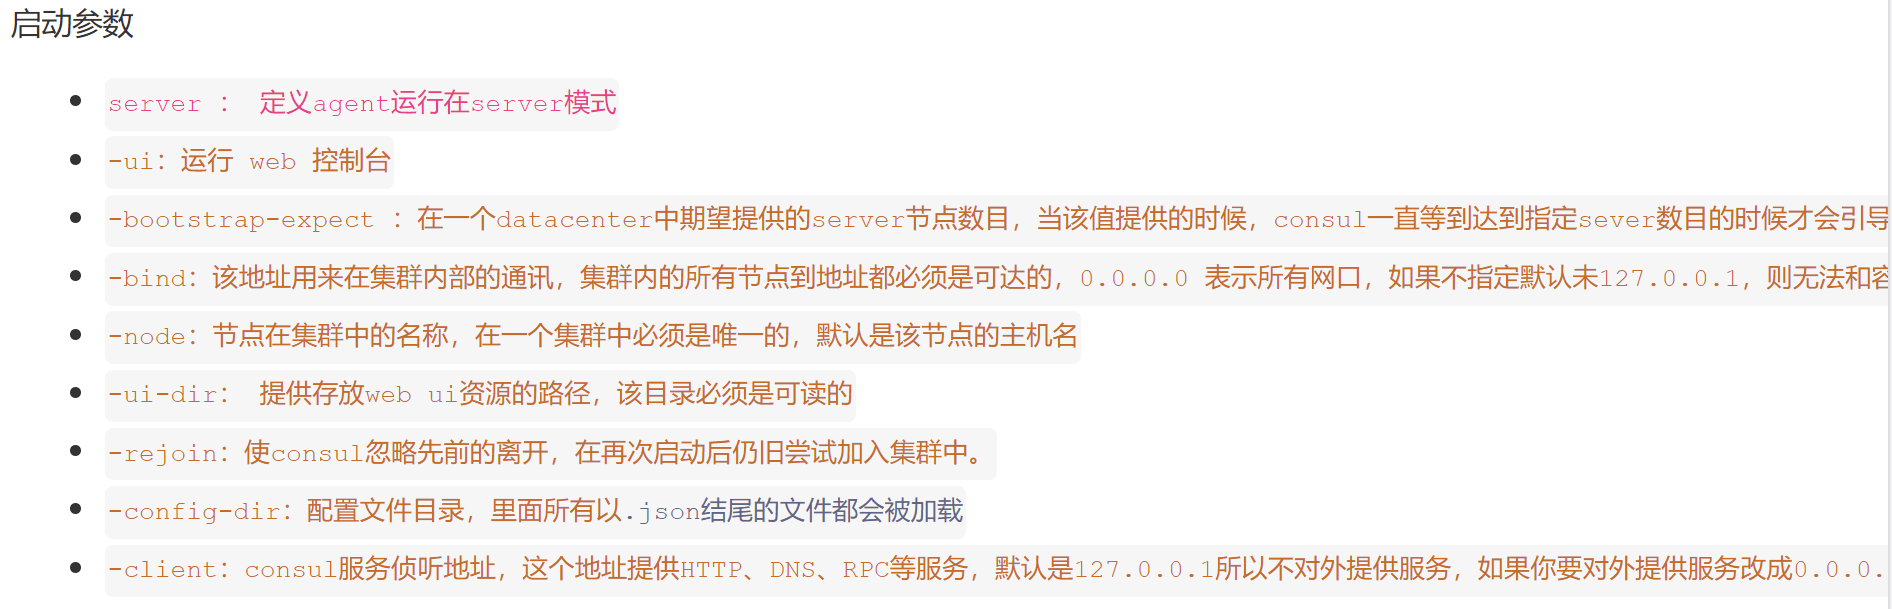 启动参数
server ： 定义agent运行在server模式
-ui：运行 web 控制台
-bootstrap-expect ：在一个datacenter中期望提供的server节点数目，当该值提供的时候，consul一直等到达到指定sever数目的时候才会引导
-bind：该地址用来在集群内部的通讯，集群内的所有节点到地址都必须是可达的，0.0.0.0 表示所有网口，如果不指定默认未127.0.0.1，则无法和容
-node：节点在集群中的名称，在一个集群中必须是唯一的，默认是该节点的主机名
-ui-dir： 提供存放web ui资源的路径，该目录必须是可读的
-rejoin：使consul忽略先前的离开，在再次启动后仍旧尝试加入集群中。
-config-dir：配置文件目录，里面所有以.json结尾的文件都会被加载
-client：consul服务侦听地址，这个地址提供HTTP、DNS、RPC等服务，默认是127.0.0.1所以不对外提供服务，如果你要对外提供服务改成0.0.0.